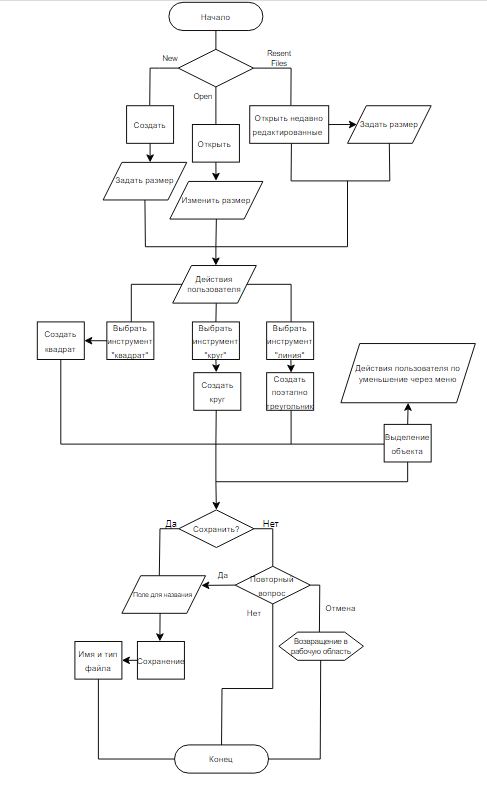 Начало
New
Resent
Files
Open
Создать
Открыть недавно
редактированные
Задать размер
Открыть
Задать размер
Изменить размер
Действия
пользователя
Создать
квадрат
Выбрать
инструмент
"квадрат"
Выбрать
инструмент
"круг"
Выбрать
инструмент
"линия"
Создать
круг
Создать
поэтално
треугольник
Действия пользователя по
уменьшение через меню
Выделение
объекта
Да
Сохранить?
Нет
Да
Повторный
вопрос
Поле для названия
Нет
Отмена
Возвращение в
рабочую область
Имя и тип
файла
Сохранение
Конец